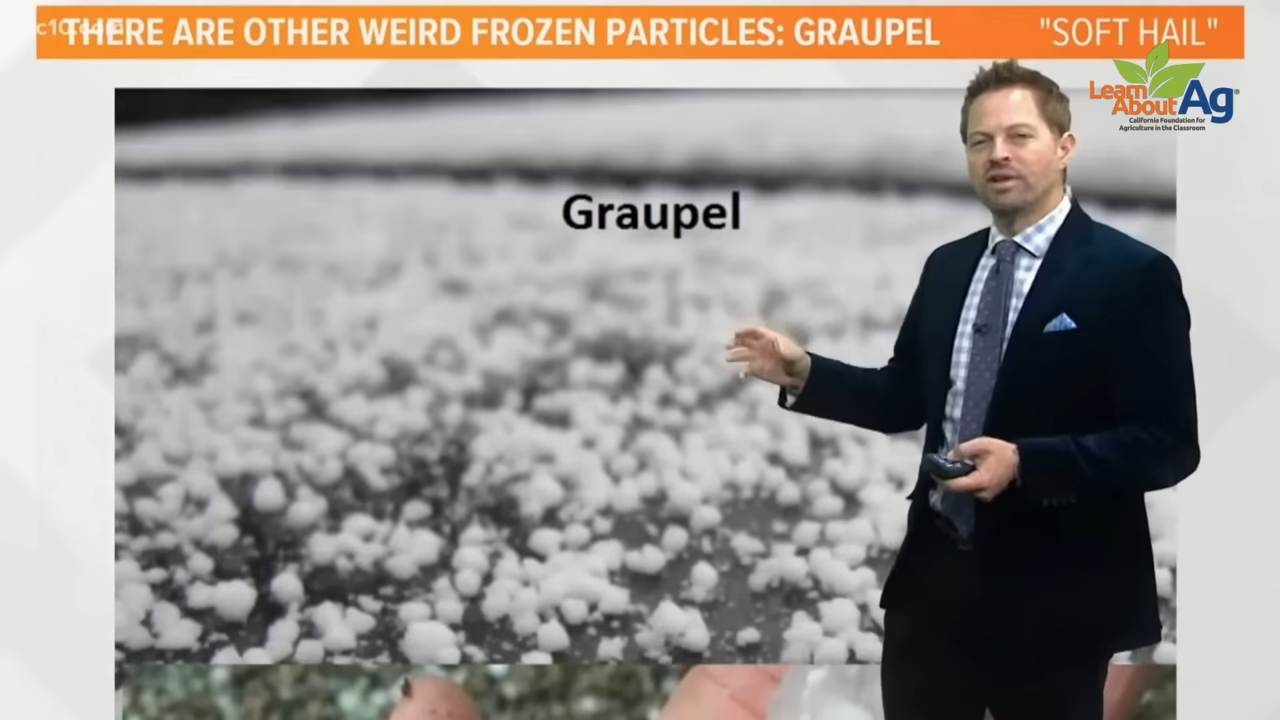 THERE ARE OTHER WEIRD FROZEN PARTICLES: GRAUPEL "SOFT HAIL"
Learn
About Ag®
California Foundation for
Agriculture in the Classroom
Graupel